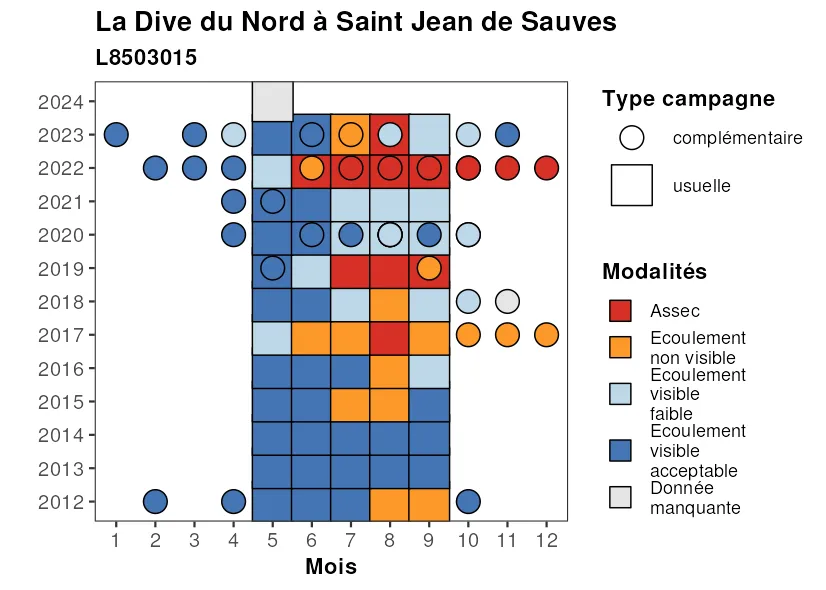 La Dive du Nord à Saint Jean de Sauves
L8503015
2024
2023
2022
2021
2020
2019
2018
2017
2016
2015
2014
2013
2012
1 2 3 4 5 6 7 8 9 10 11 12
Mois
Type campagne
complémentaire
usuelle
Modalités
Assec
Ecoulement
non visible
Ecoulement
visible
faible
Ecoulement
visible
acceptable
Donnée
manquante